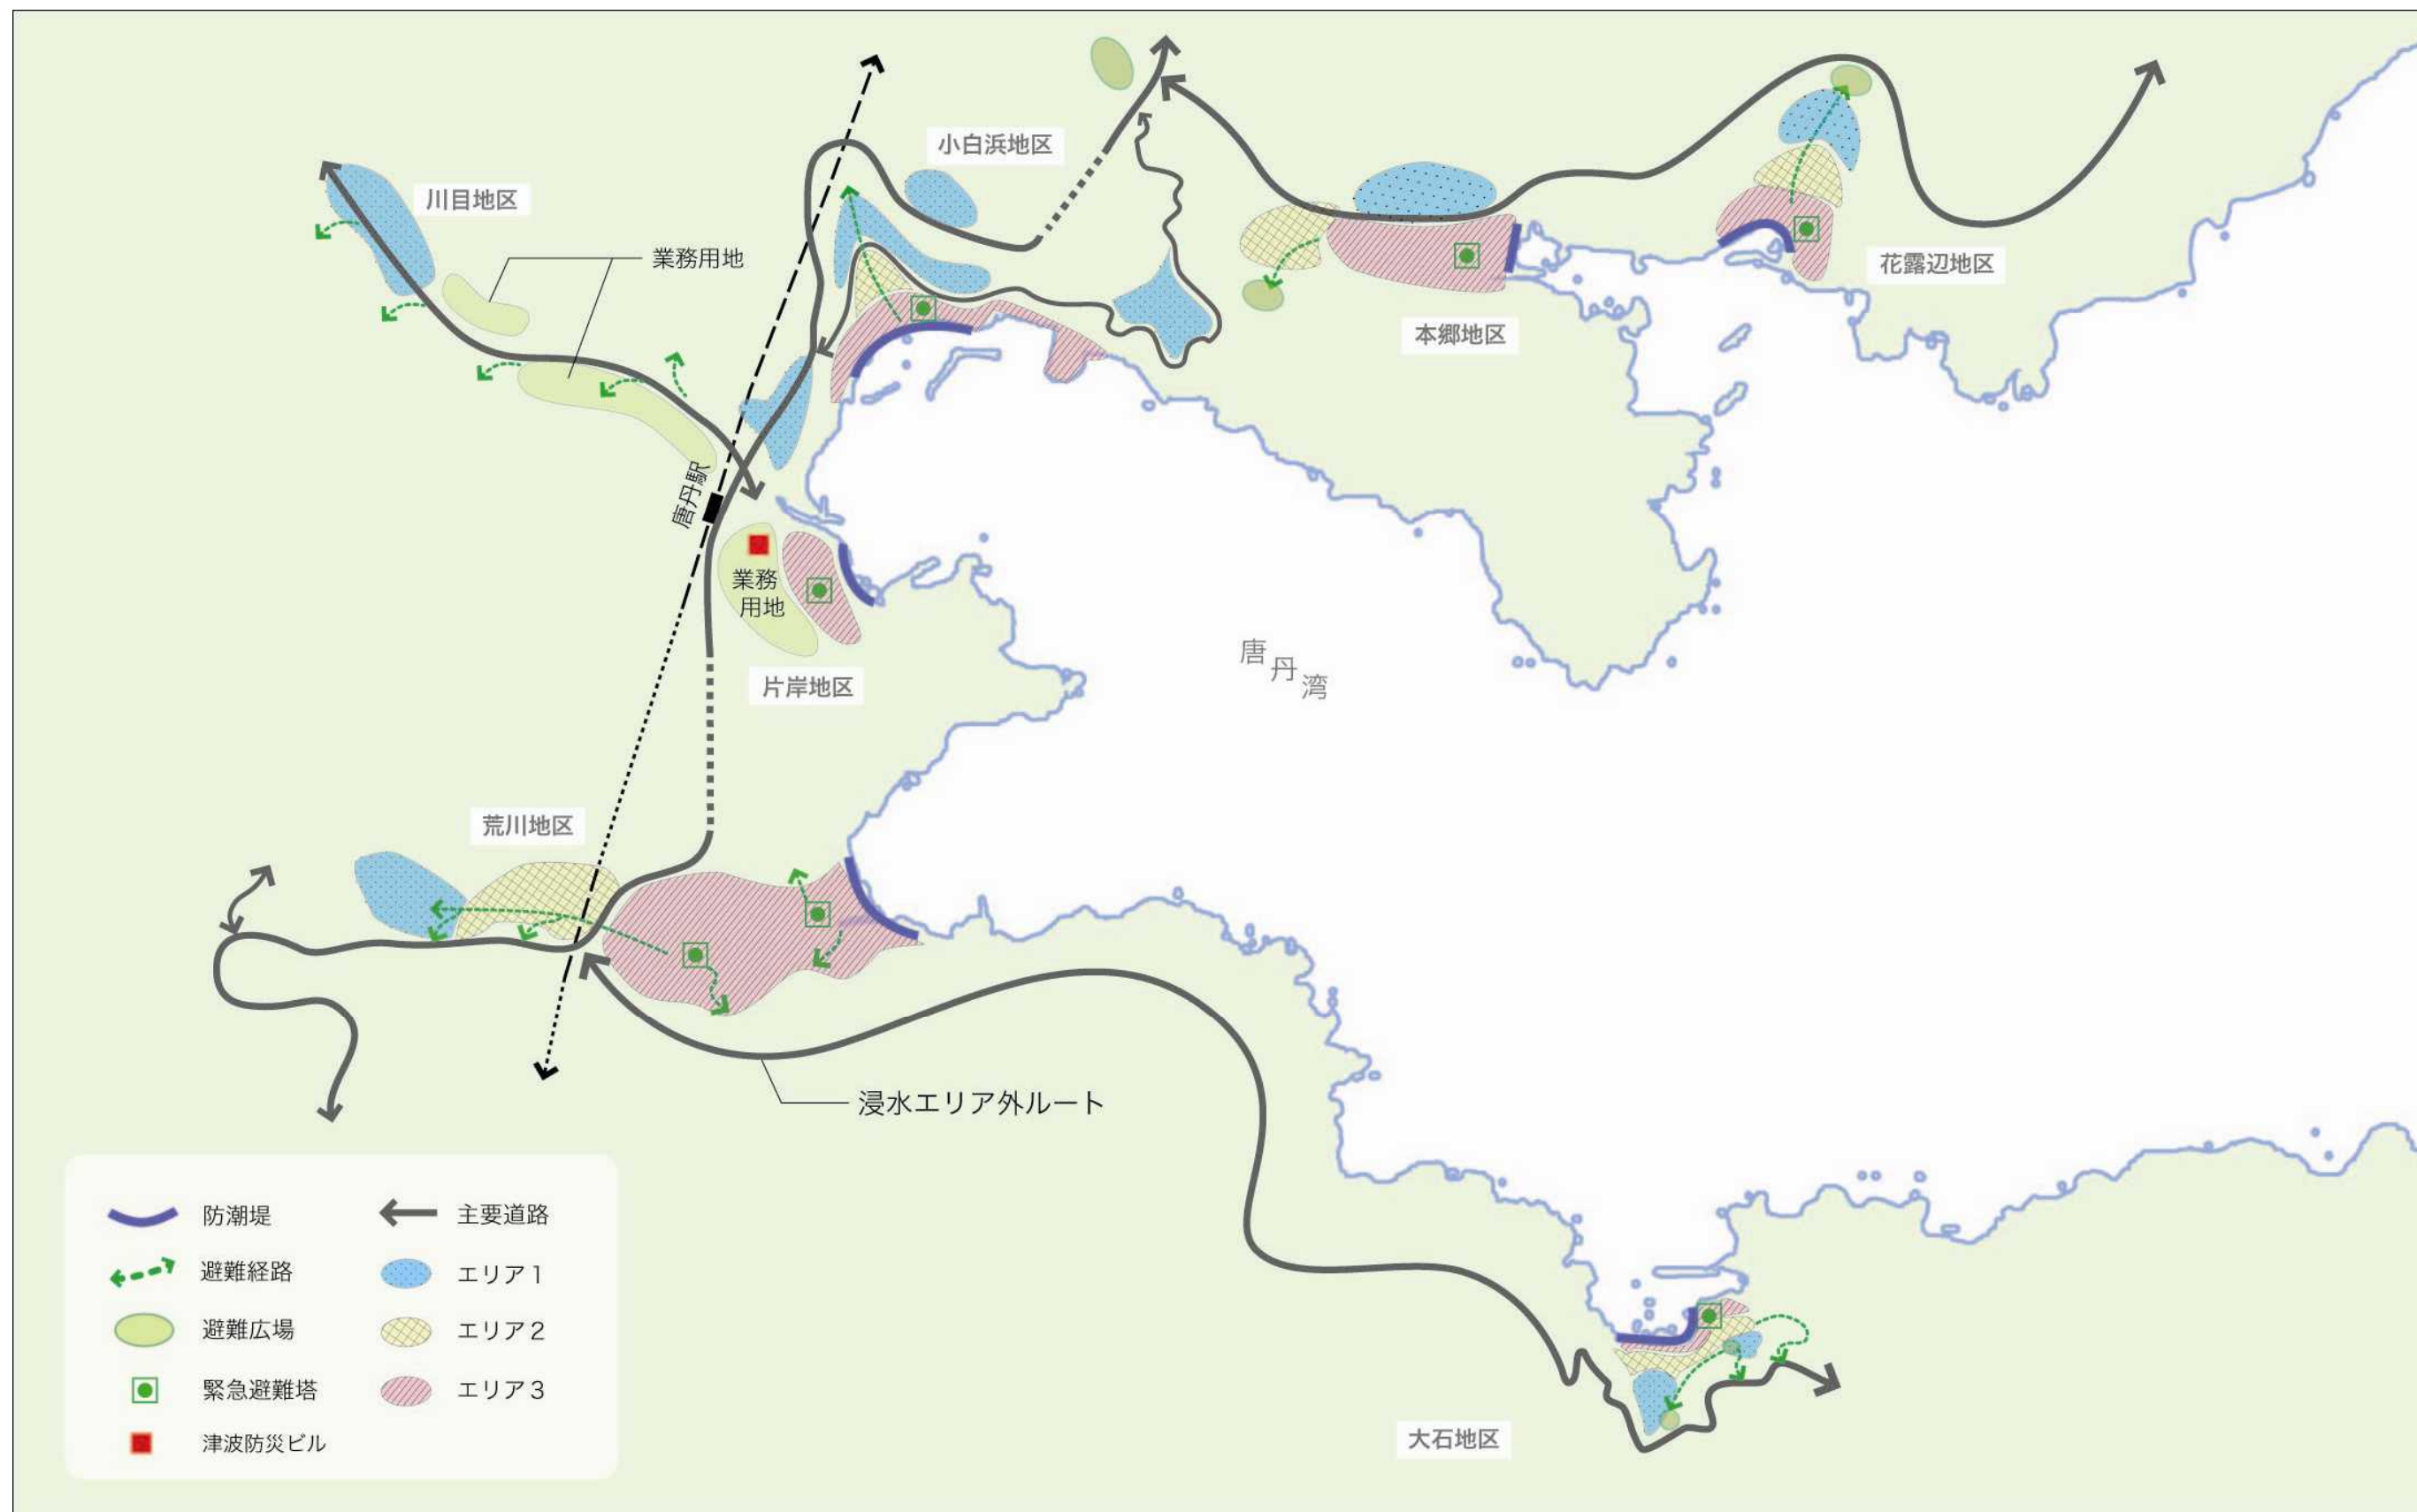 小白浜地区
川目地区
業務用地
花露辺地区
本郷地区
唐丹駅
業務
用地
唐丹湾
片岸地区
荒川地区
浸水エリア外ルート
大石地区
防潮堤
主要道路
避難経路
エリア1
避難広場
エリア2
緊急避難塔
エリア3
津波防災ビル